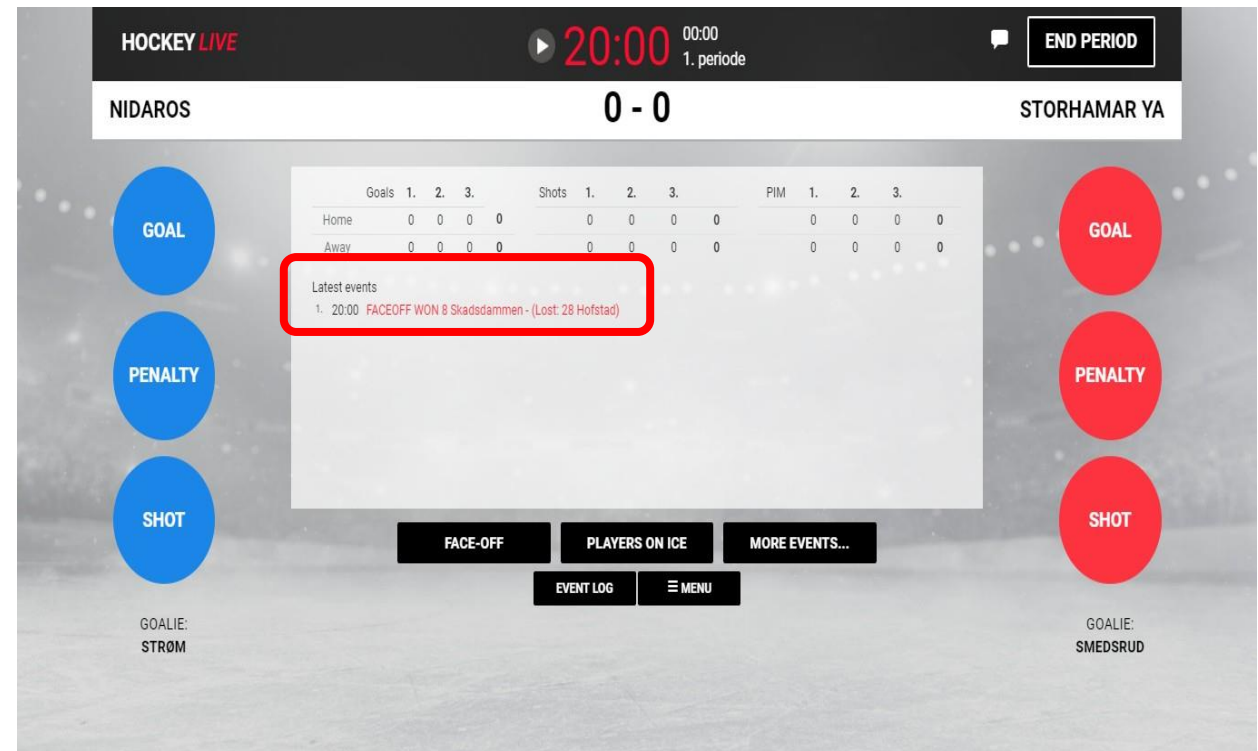 HOCKEY LIVE
20:00
00:00
1. periode
END PERIOD
NIDAROS
0 - 0
STORHAMAR YA
Goals 1. 2. 3. Shots 1. 2. 3. PIM 1. 2. 3.
Home 0 0 0 0 0 0 0 0 0 0 0 0
Away 0 0 0 0 0 0 0 0 0 0 0 0
Latest events
1. 20:00 FACEOFF WON 8 Skadsdammen - (Lost: 28 Hofstad)
GOAL
PENALTY
SHOT
GOALIE:
STRØM
GOAL
PENALTY
SHOT
GOALIE:
SMEDSRUD
FACE-OFF
PLAYERS ON ICE
MORE EVENTS...
EVENT LOG
MENU